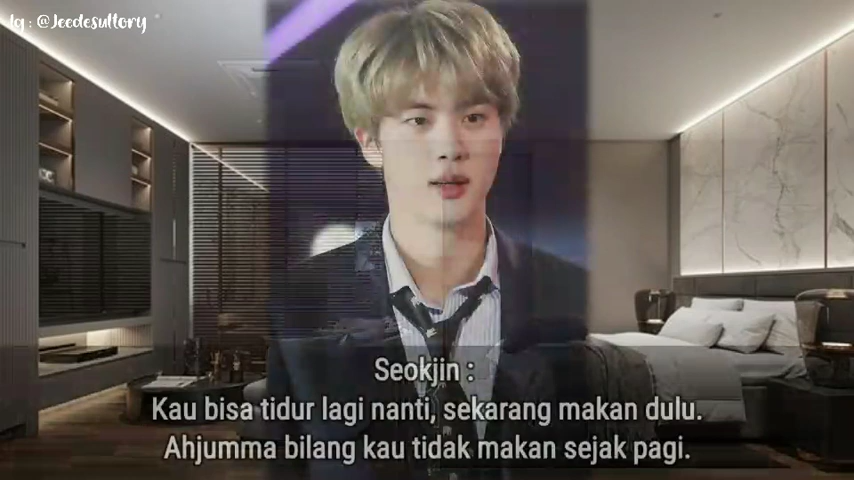 Ig : @Jeedesultory
Seokjin :
Kau bisa tidur lagi nanti, sekarang makan dulu.
Ahjumma bilang kau tidak makan sejak pagi.